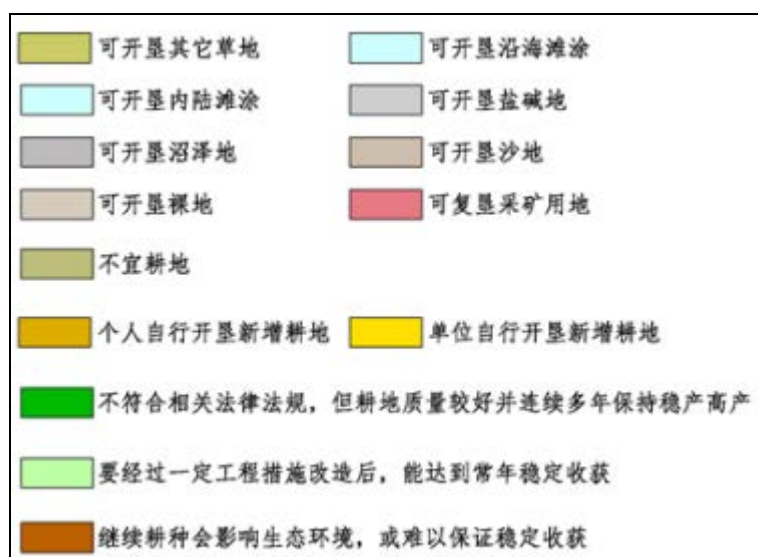 可开垦其它草地 可开垦沿海滩涂
可开垦内陆滩涂 可开垦盐碱地
可开垦沼泽地 可开垦沙地
可开垦裸地 可复垦采矿用地
不宜耕地
个人自行开垦新增耕地 单位自行开垦新增耕地
不符合相关法律法规，但耕地质量较好并连续多年保持稳产高产
要经过一定工程措施改造后，能达到常年稳定收获
继续耕种会影响生态环境，或难以保证稳定收获